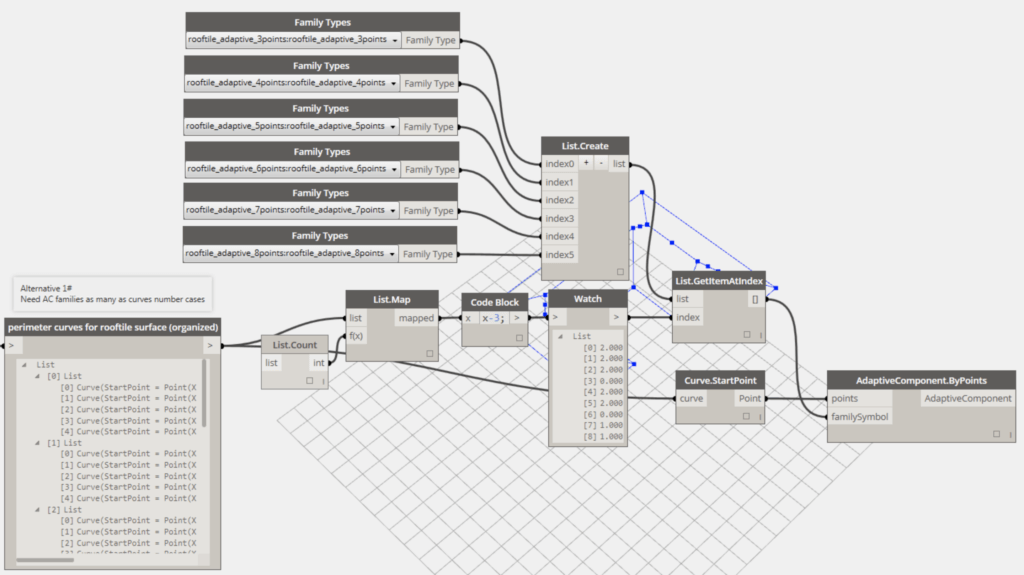 Family Types
rooftile_adaptive_3points:rooftile_adaptive_3points
Family Type
Family Types
rooftile_adaptive_4points:rooftile_adaptive_4points
Family Type
Family Types
rooftile_adaptive_5points:rooftile_adaptive_5points
Family Type
Family Types
rooftile_adaptive_6points:rooftile_adaptive_6points
Family Type
Family Types
rooftile_adaptive_7points:rooftile_adaptive_7points
Family Type
Family Types
rooftile_adaptive_8points:rooftile_adaptive_8points
Family Type
List.Create
index0 + - list
index1
index2
index3
index4
index5
Alternative 1#
Need AC families as many as curves number cases
perimeter curves for rooftile surface (organized)
> >
List
[0] List
[0] Curve(StartPoint = Point(X
[1] Curve(StartPoint = Point(X
[2] Curve(StartPoint = Point(X
[3] Curve(StartPoint = Point(X
[4] Curve(StartPoint = Point(X
[1] List
[0] Curve(StartPoint = Point(X
[1] Curve(StartPoint = Point(X
[2] Curve(StartPoint = Point(X
[3] Curve(StartPoint = Point(X
[4] Curve(StartPoint = Point(X
[2] List
[0] Curve(StartPoint = Point(X
[1] Curve(StartPoint = Point(X
[2] Curve(StartPoint = Point(X
List.Count
list int
List.Map
list mapped
f(x)
Code Block
x x-3; >
Watch
> >
List
[0] 2.000
[1] 2.000
[2] 2.000
[3] 0.000
[4] 2.000
[5] 2.000
[6] 0.000
[7] 1.000
[8] 1.000
List.GetItemAtIndex
list []
index
Curve.StartPoint
curve Point
AdaptiveComponent.ByPoints
points AdaptiveComponent
familySymbol